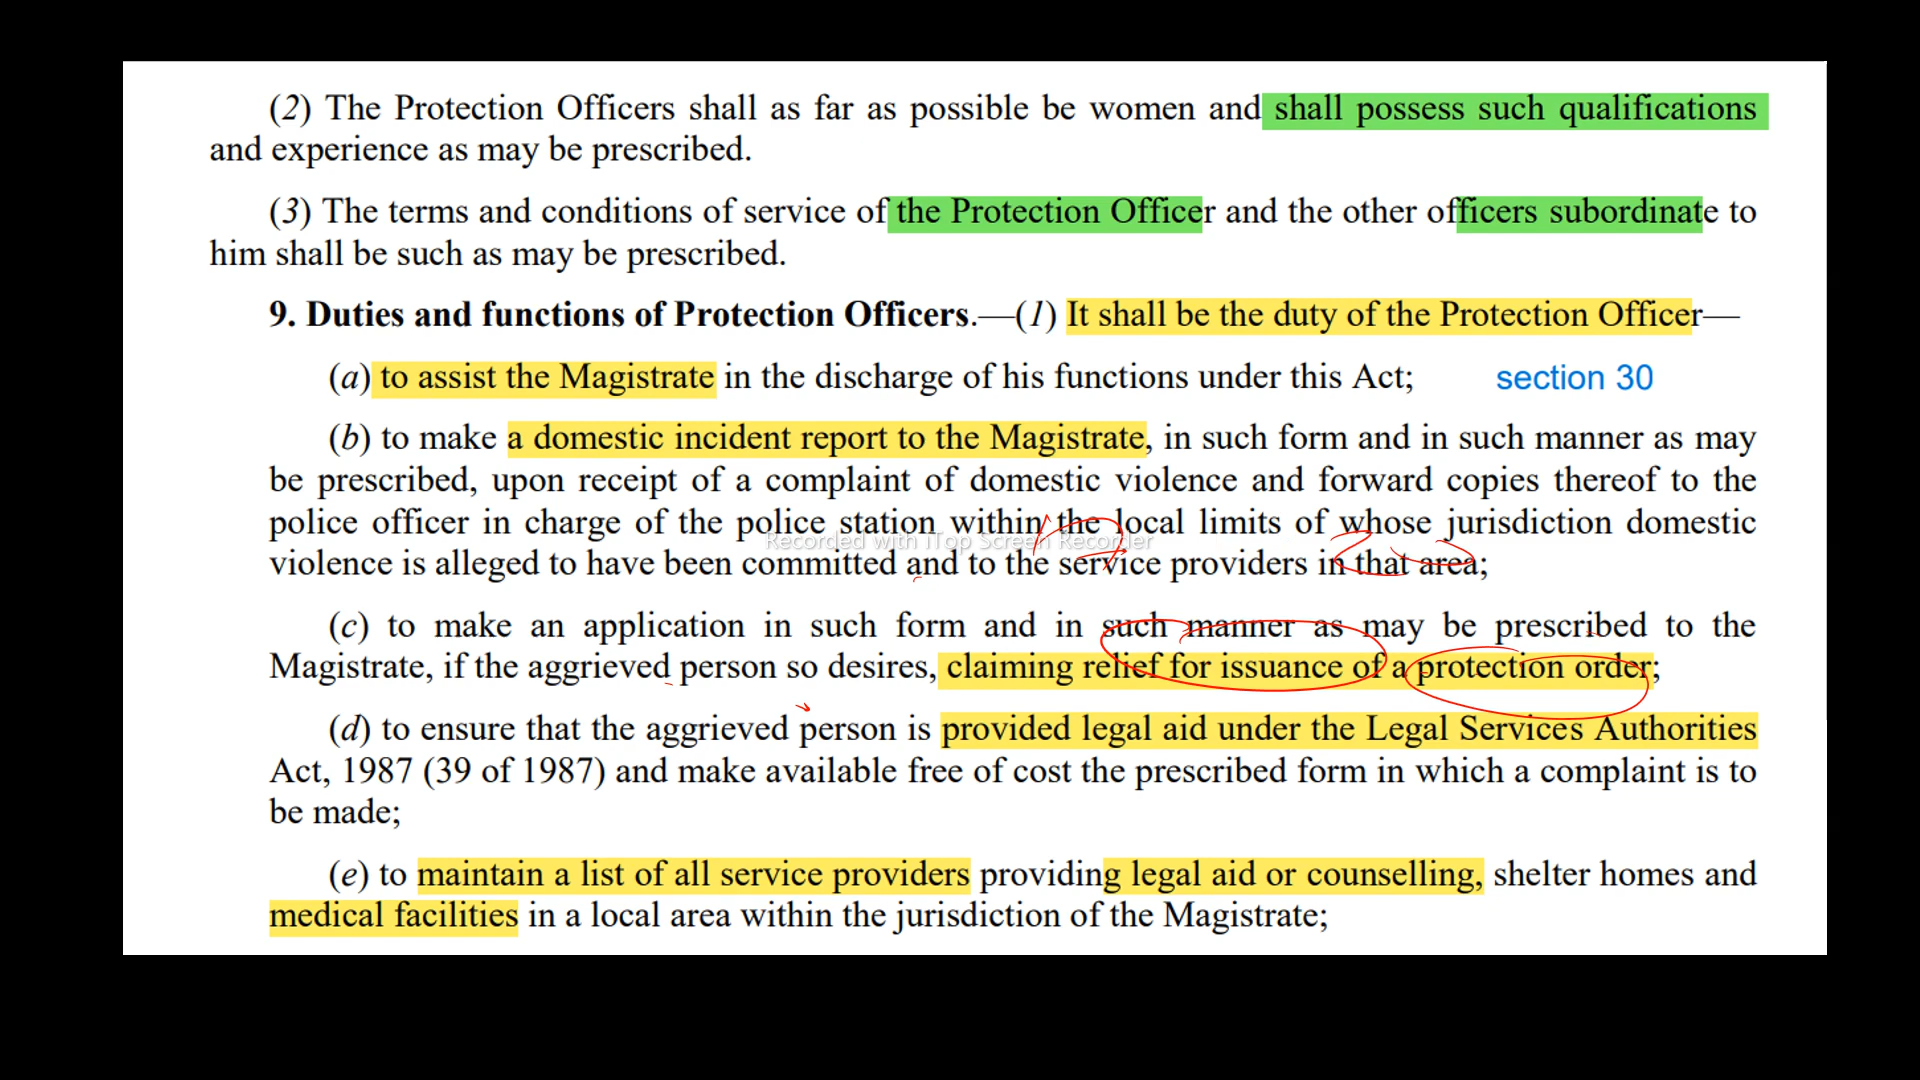 (2) The Protection Officers shall as far as possible be women and shall possess such qualifications
and experience as may be prescribed.
(3) The terms and conditions of service of the Protection Officer and the other officers subordinate to
him shall be such as may be prescribed.
9. Duties and functions of Protection Officers.—(1) It shall be the duty of the Protection Officer—
(a) to assist the Magistrate in the discharge of his functions under this Act; section 30
(b) to make a domestic incident report to the Magistrate, in such form and in such manner as may
be prescribed, upon receipt of a complaint of domestic violence and forward copies thereof to the
police officer in charge of the police station within the local limits of whose jurisdiction domestic
Recorded with iTop Screen Recorder
violence is alleged to have been committed and to the service providers in that area;
(c) to make an application in such form and in such manner as may be prescribed to the
Magistrate, if the aggrieved person so desires, claiming relief for issuance of a protection order;
(d) to ensure that the aggrieved person is provided legal aid under the Legal Services Authorities
Act, 1987 (39 of 1987) and make available free of cost the prescribed form in which a complaint is to
be made;
(e) to maintain a list of all service providers providing legal aid or counselling, shelter homes and
medical facilities in a local area within the jurisdiction of the Magistrate;